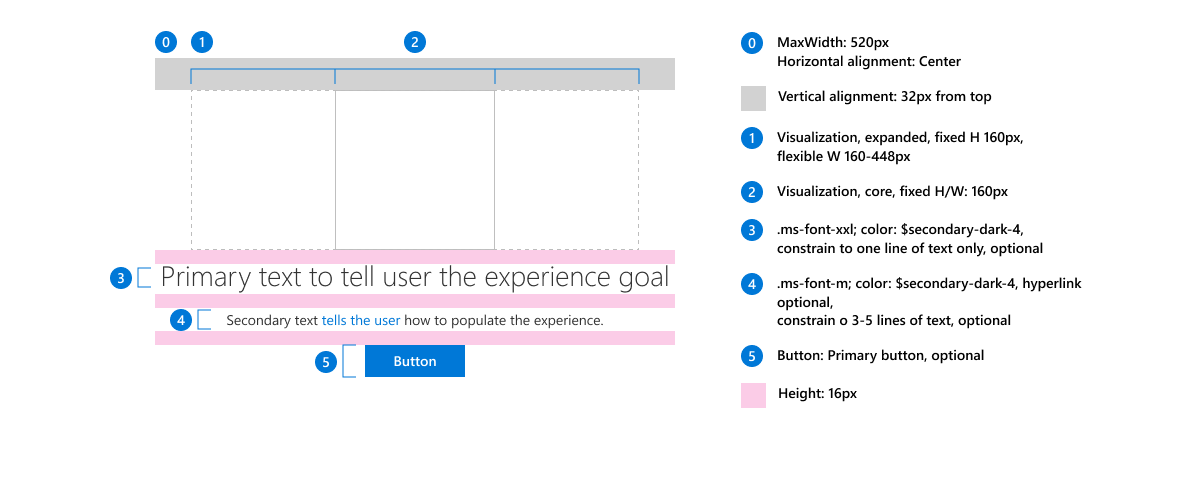 0 1 2
Primary text to tell user the experience goal
3
4 Secondary text tells the user how to populate the experience.
5 Button
0 MaxWidth: 520px
Horizontal alignment: Center
Vertical alignment: 32px from top
1 Visualization, expanded, fixed H 160px,
flexible W 160-448px
2 Visualization, core, fixed H/W: 160px
3 .ms-font-xxl; color: $secondary-dark-4,
constrain to one line of text only, optional
4 .ms-font-m; color: $secondary-dark-4, hyperlink
optional,
constrain o 3-5 lines of text, optional
5 Button: Primary button, optional
Height: 16px